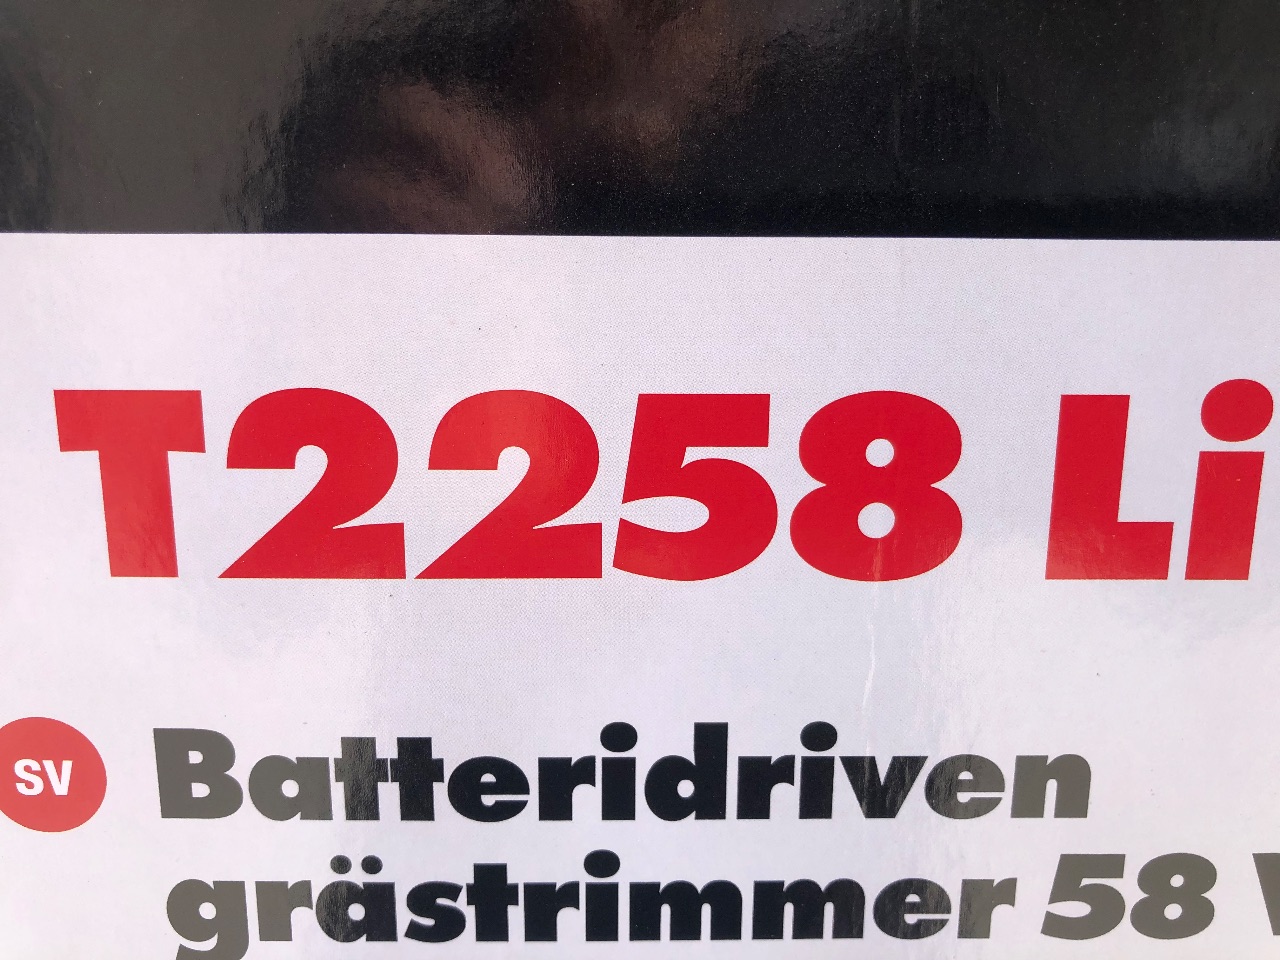 T2258 Li
SV Batteridriven
grästrimmer 58 V